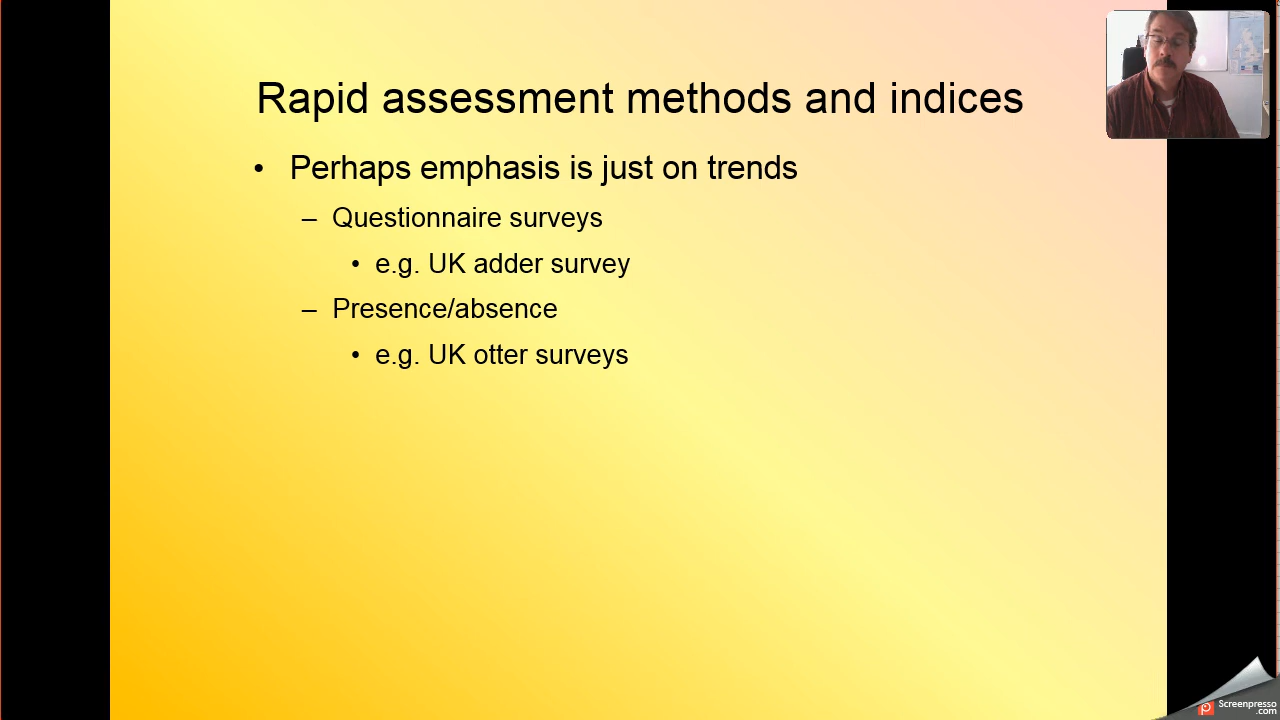 Rapid assessment methods and indices
• Perhaps emphasis is just on trends
– Questionnaire surveys
• e.g. UK adder survey
– Presence/absence
• e.g. UK otter surveys
Screenpresso
.com